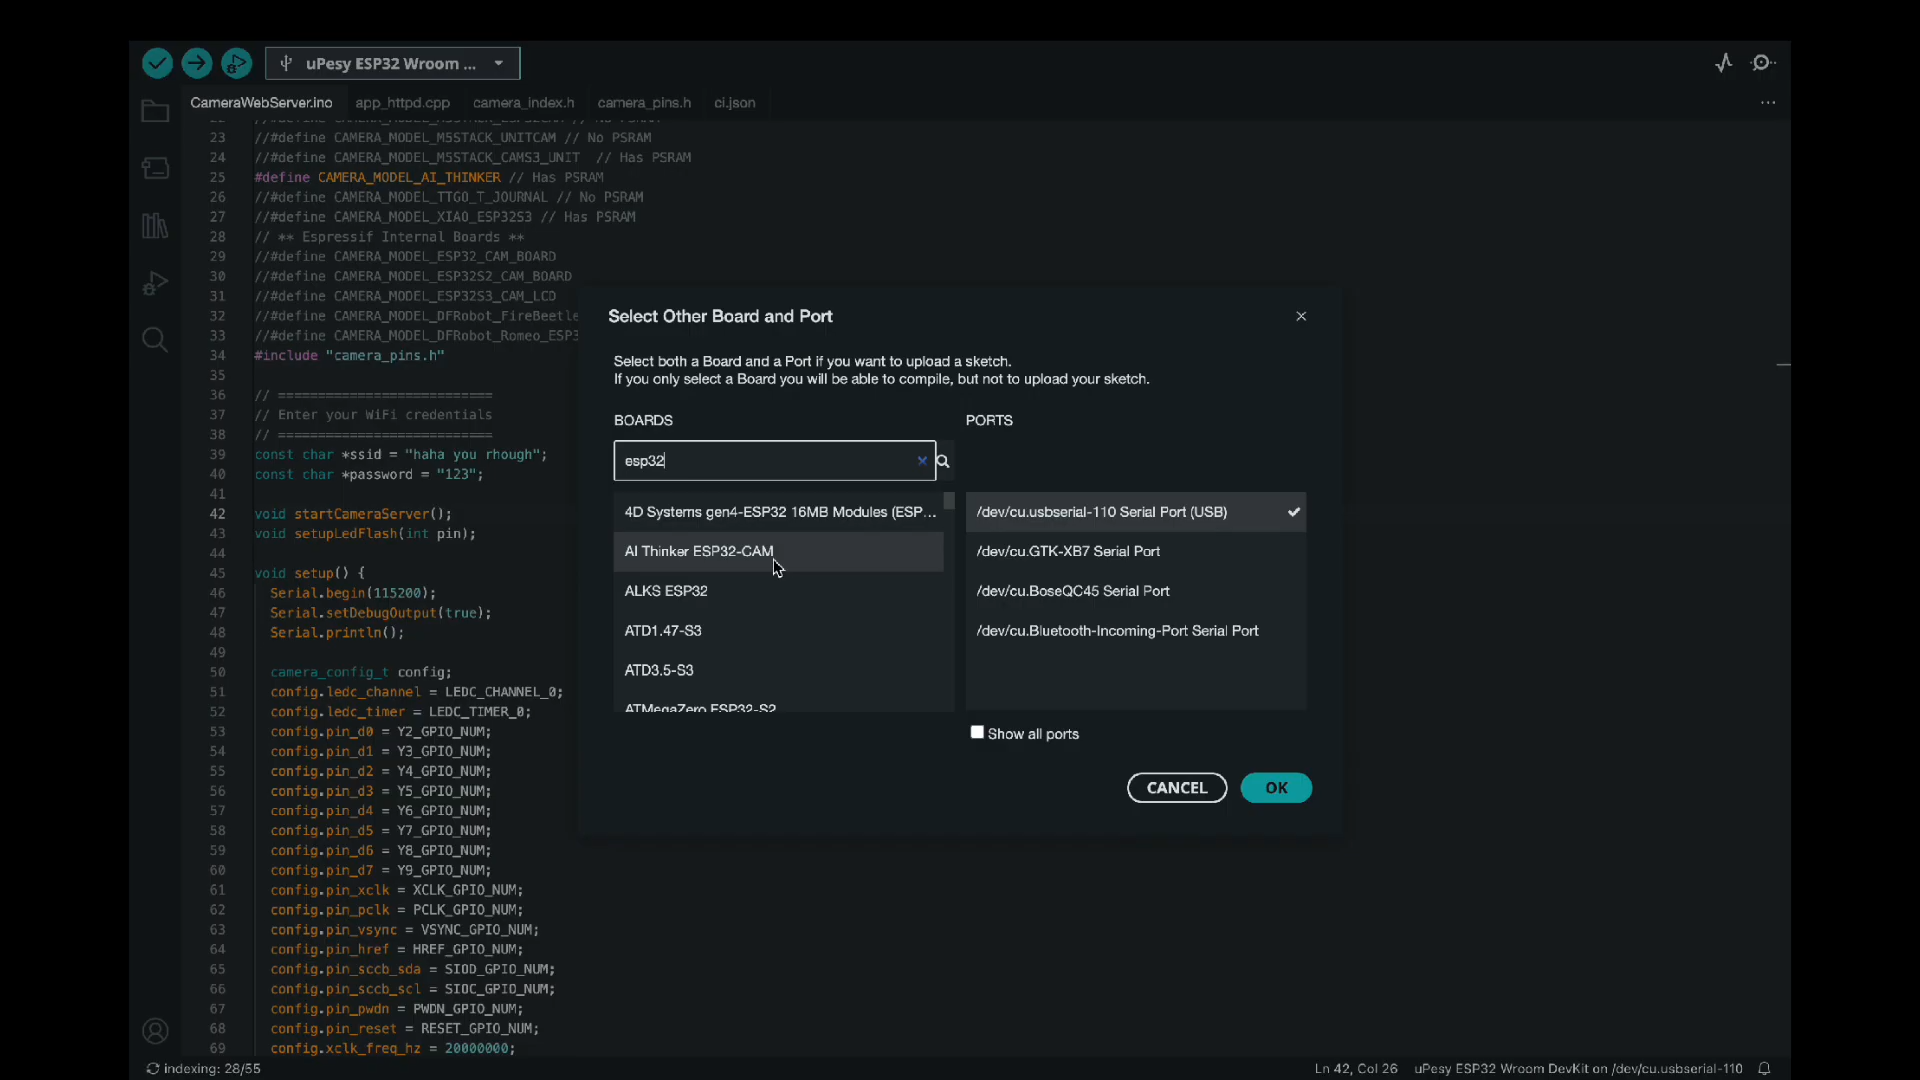 uPesy ESP32 Wroom ...
CameraWebServer.ino app_httpd.cpp camera_index.h camera_pins.h ci.json ...
23 //#define CAMERA_MODEL_M5STACK_UNITCAM // No PSRAM
24 //#define CAMERA_MODEL_M5STACK_CAMS3_UNIT  // Has PSRAM
25 #define CAMERA_MODEL_AI_THINKER // Has PSRAM
26 //#define CAMERA_MODEL_TTGO_T_JOURNAL // No PSRAM
27 //#define CAMERA_MODEL_XIAO_ESP32S3 // Has PSRAM
28 // ** Espressif Internal Boards **
29 //#define CAMERA_MODEL_ESP32_CAM_BOARD
30 //#define CAMERA_MODEL_ESP32S2_CAM_BOARD
31 //#define CAMERA_MODEL_ESP32S3_CAM_LCD
32 //#define CAMERA_MODEL_DFRobot_FireBeetle
33 //#define CAMERA_MODEL_DFRobot_Romeo_ESP3
34 #include "camera_pins.h"
35
36 // ===========================
37 // Enter your WiFi credentials
38 // ===========================
39 const char *ssid = "haha you rhough";
40 const char *password = "123";
41
42 void startCameraServer();
43 void setupLedFlash(int pin);
44
45 void setup() {
46 Serial.begin(115200);
47 Serial.setDebugOutput(true);
48 Serial.println();
49
50 camera_config_t config;
51 config.ledc_channel = LEDC_CHANNEL_0;
52 config.ledc_timer = LEDC_TIMER_0;
53 config.pin_d0 = Y2_GPIO_NUM;
54 config.pin_d1 = Y3_GPIO_NUM;
55 config.pin_d2 = Y4_GPIO_NUM;
56 config.pin_d3 = Y5_GPIO_NUM;
57 config.pin_d4 = Y6_GPIO_NUM;
58 config.pin_d5 = Y7_GPIO_NUM;
59 config.pin_d6 = Y8_GPIO_NUM;
60 config.pin_d7 = Y9_GPIO_NUM;
61 config.pin_xclk = XCLK_GPIO_NUM;
62 config.pin_pclk = PCLK_GPIO_NUM;
63 config.pin_vsync = VSYNC_GPIO_NUM;
64 config.pin_href = HREF_GPIO_NUM;
65 config.pin_sccb_sda = SIOD_GPIO_NUM;
66 config.pin_sccb_scl = SIOC_GPIO_NUM;
67 config.pin_pwdn = PWDN_GPIO_NUM;
68 config.pin_reset = RESET_GPIO_NUM;
69 config.xclk_freq_hz = 20000000;
Select Other Board and Port
Select both a Board and a Port if you want to upload a sketch.
If you only select a Board you will be able to compile, but not to upload your sketch.
BOARDS
esp32
4D Systems gen4-ESP32 16MB Modules (ESP...
AI Thinker ESP32-CAM
ALKS ESP32
ATD1.47-S3
ATD3.5-S3
ATMegaZero ESP32-S2
PORTS
/dev/cu.usbserial-110 Serial Port (USB)
/dev/cu.GTK-XB7 Serial Port
/dev/cu.BoseQC45 Serial Port
/dev/cu.Bluetooth-Incoming-Port Serial Port
Show all ports
CANCEL OK
indexing: 28/55 Ln 42, Col 26 uPesy ESP32 Wroom DevKit on /dev/cu.usbserial-110